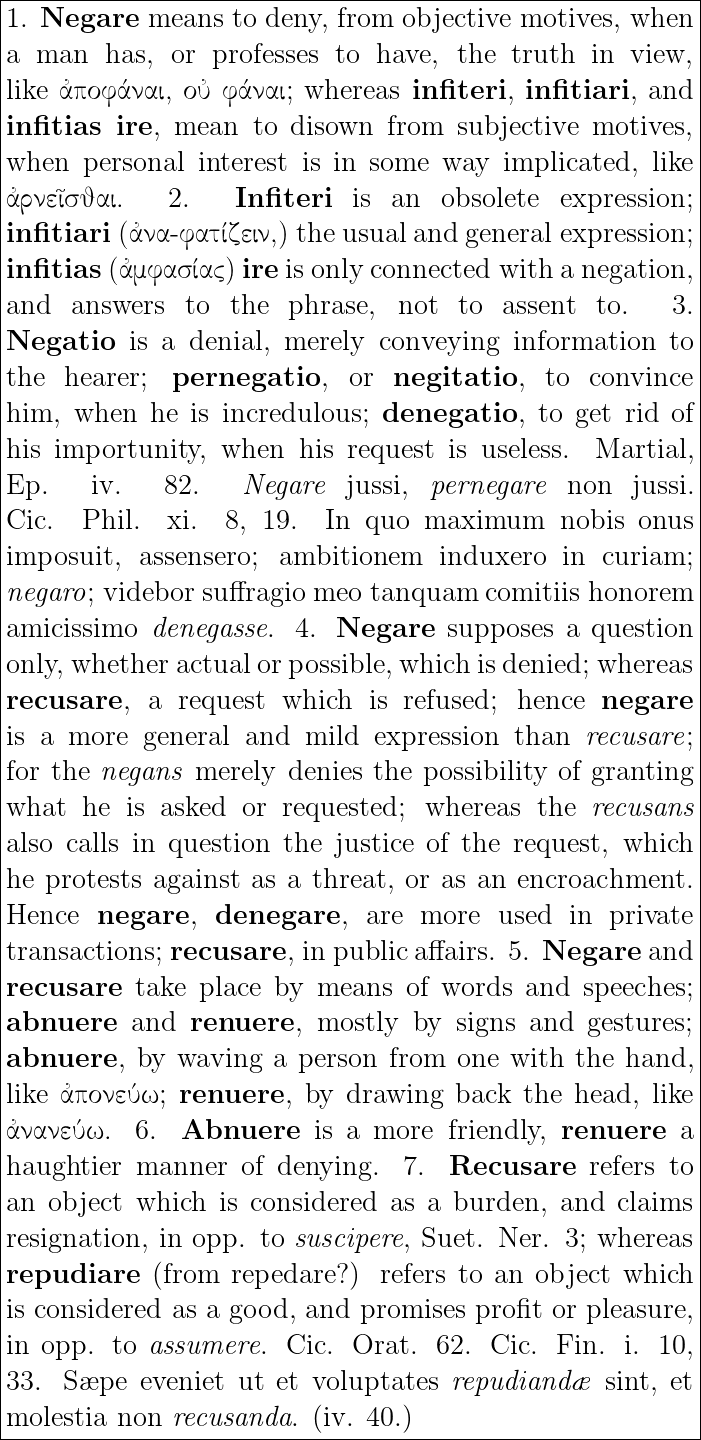 1. Negare means to deny, from objective motives, when
a man has, or professes to have, the truth in view,
like ἀποφάναι, οὐ φάναι; whereas infiteri, infitiari, and
infitias ire, mean to disown from subjective motives,
when personal interest is in some way implicated, like
ἀρνεῖσϑαι. 2. Infiteri is an obsolete expression;
infitiari (ἀνα-φατίζειν,) the usual and general expression;
infitias (ἀμφασίας) ire is only connected with a negation,
and answers to the phrase, not to assent to. 3.
Negatio is a denial, merely conveying information to
the hearer; pernegatio, or negitatio, to convince
him, when he is incredulous; denegatio, to get rid of
his importunity, when his request is useless. Martial,
Ep. iv. 82. Negare jussi, pernegare non jussi.
Cic. Phil. xi. 8, 19. In quo maximum nobis onus
imposuit, assensero; ambitionem induxero in curiam;
negaro; videbor suffragio meo tanquam comitiis honorem
amicissimo denegasse. 4. Negare supposes a question
only, whether actual or possible, which is denied; whereas
recusare, a request which is refused; hence negare
is a more general and mild expression than recusare;
for the negans merely denies the possibility of granting
what he is asked or requested; whereas the recusans
also calls in question the justice of the request, which
he protests against as a threat, or as an encroachment.
Hence negare, denegare, are more used in private
transactions; recusare, in public affairs. 5. Negare and
recusare take place by means of words and speeches;
abnuere and renuere, mostly by signs and gestures;
abnuere, by waving a person from one with the hand,
like ἀπονεύω; renuere, by drawing back the head, like
ἀνανεύω. 6. Abnuere is a more friendly, renuere a
haughtier manner of denying. 7. Recusare refers to
an object which is considered as a burden, and claims
resignation, in opp. to suscipere, Suet. Ner. 3; whereas
repudiare (from repedare?) refers to an object which
is considered as a good, and promises profit or pleasure,
in opp. to assumere. Cic. Orat. 62. Cic. Fin. i. 10,
33. Sæpe eveniet ut et voluptates repudiandæ sint, et
molestia non recusanda. (iv. 40.)